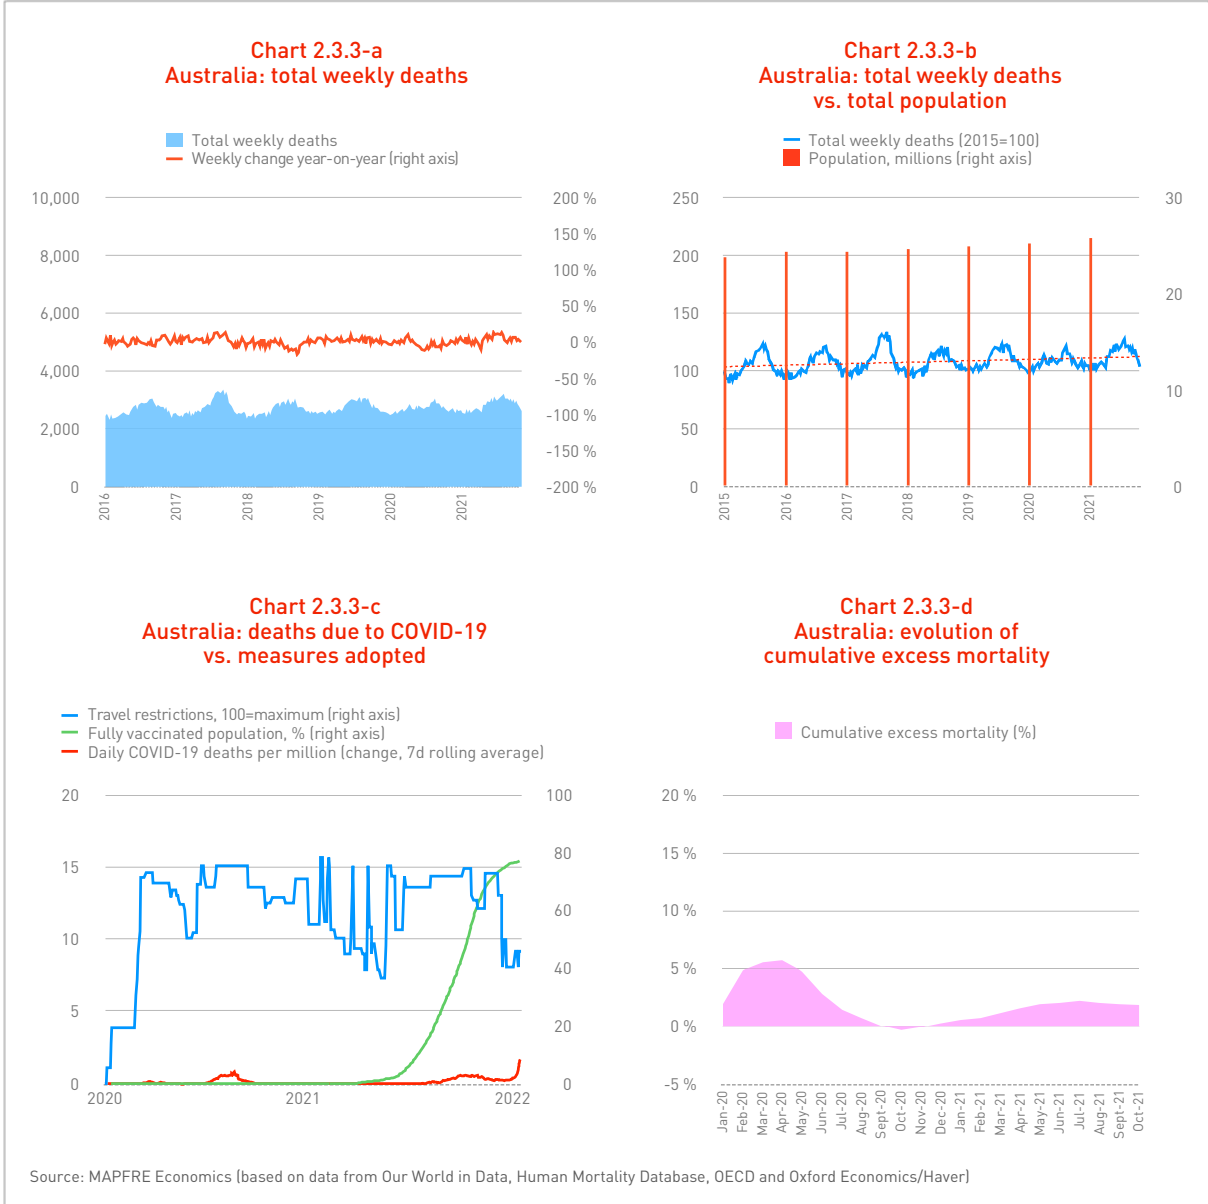 Chart 2.3.3-a
Australia: total weekly deaths
Total weekly deaths
Weekly change year-on-year (right axis)
10,000
8,000
6,000
4,000
2,000
0
200 %
150 %
100 %
50 %
0 %
-50 %
-100 %
-150 %
-200 %
2016
2017
2018
2019
2020
2021
Chart 2.3.3-b
Australia: total weekly deaths
vs. total population
Total weekly deaths (2015=100)
Population, millions (right axis)
250
200
150
100
50
0
30
20
10
0
2015
2016
2017
2018
2019
2020
2021
Chart 2.3.3-c
Australia: deaths due to COVID-19
vs. measures adopted
Travel restrictions, 100=maximum (right axis)
Fully vaccinated population, % (right axis)
Daily COVID-19 deaths per million (change, 7d rolling average)
20
15
10
5
0
100
80
60
40
20
0
2020
2021
2022
Chart 2.3.3-d
Australia: evolution of
cumulative excess mortality
Cumulative excess mortality (%)
20 %
15 %
10 %
5 %
0 %
-5 %
Jan-20
Feb-20
Mar-20
Apr-20
May-20
Jun-20
Jul-20
Aug-20
Sept-20
Oct-20
Nov-20
Dec-20
Jan-21
Feb-21
Mar-21
Apr-21
May-21
Jun-21
Jul-21
Aug-21
Sept-21
Oct-21
Source: MAPFRE Economics (based on data from Our World in Data, Human Mortality Database, OECD and Oxford Economics/Haver)